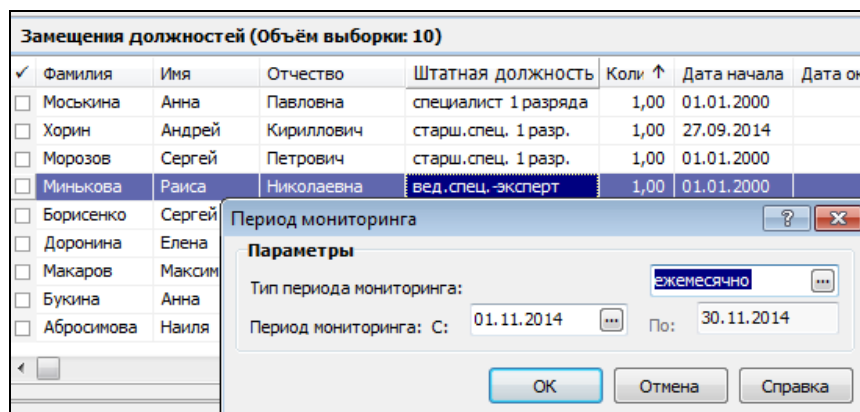 Замещения должностей (Объём выборки: 10)
Фамилия Имя Отчество Штатная должность Коли Дата начала Дата ок
Моськина Анна Павловна специалист 1 разряда 1,00 01.01.2000
Хорин Андрей Кириллович старш.спец. 1 разр. 1,00 27.09.2014
Морозов Сергей Петрович старш.спец. 1 разр. 1,00 01.01.2000
Минькова Раиса Николаевна вед.спец.-эксперт 1,00 01.01.2000
Борисенко Сергей
Доронина Елена
Макаров Максим
Букина Анна
Абросимова Наиля
Период мониторинга
Параметры
Тип периода мониторинга: ежемесячно
Период мониторинга: С: 01.11.2014 По: 30.11.2014
ОК Отмена Справка